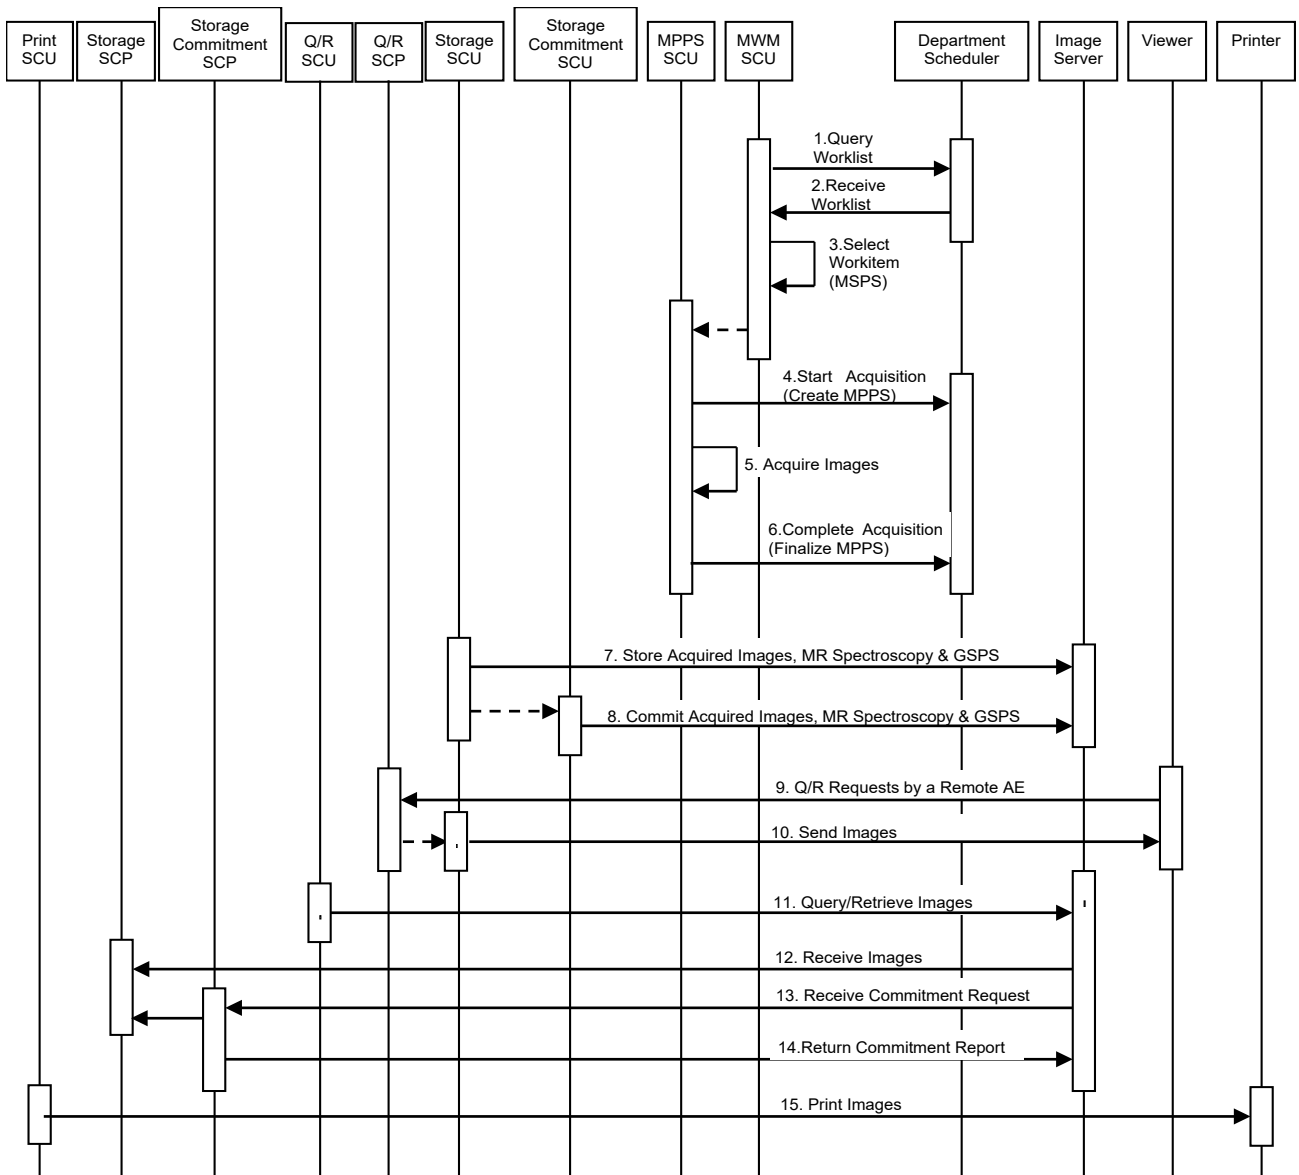 Print
SCU
Storage
SCP
Storage
Commitment
SCP
Q/R
SCU
Q/R
SCP
Storage
SCU
Storage
Commitment
SCU
MPPS
SCU
MWM
SCU
Department
Scheduler
Image
Server
Viewer
Printer
1.Query
Worklist
2.Receive
Worklist
3.Select
Workitem
(MSPS)
4.Start Acquisition
(Create MPPS)
5. Acquire Images
6.Complete Acquisition
(Finalize MPPS)
7. Store Acquired Images, MR Spectroscopy & GSPS
8. Commit Acquired Images, MR Spectroscopy & GSPS
9. Q/R Requests by a Remote AE
10. Send Images
11. Query/Retrieve Images
12. Receive Images
13. Receive Commitment Request
14.Return Commitment Report
15. Print Images